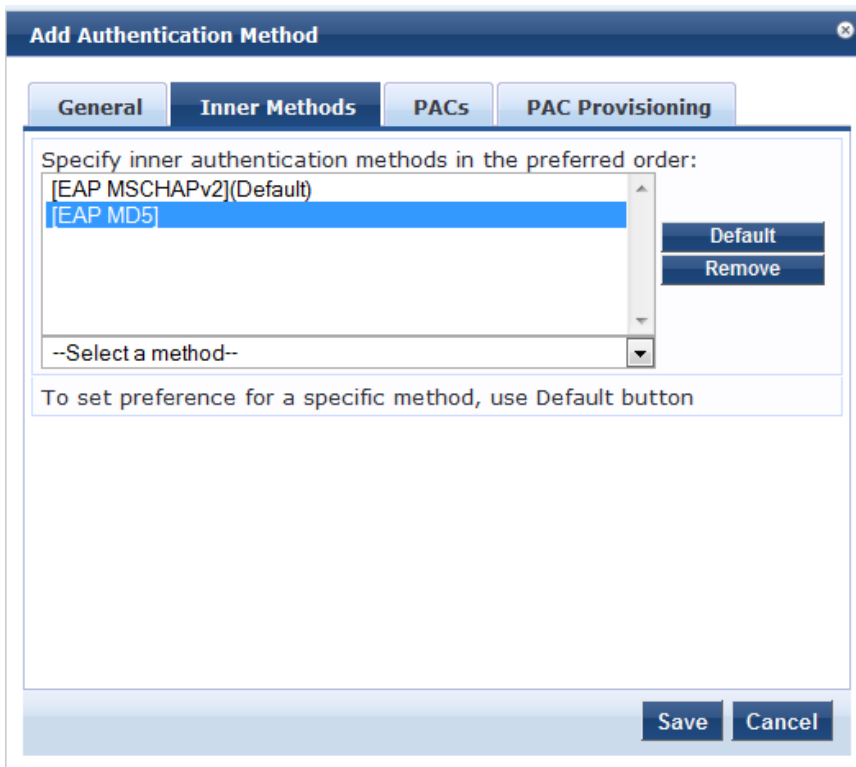 Add Authentication Method
General Inner Methods PACs PAC Provisioning
Specify inner authentication methods in the preferred order:
[EAP MSCHAPv2](Default)
[EAP MD5]
Default
Remove
--Select a method--
To set preference for a specific method, use Default button
Save Cancel